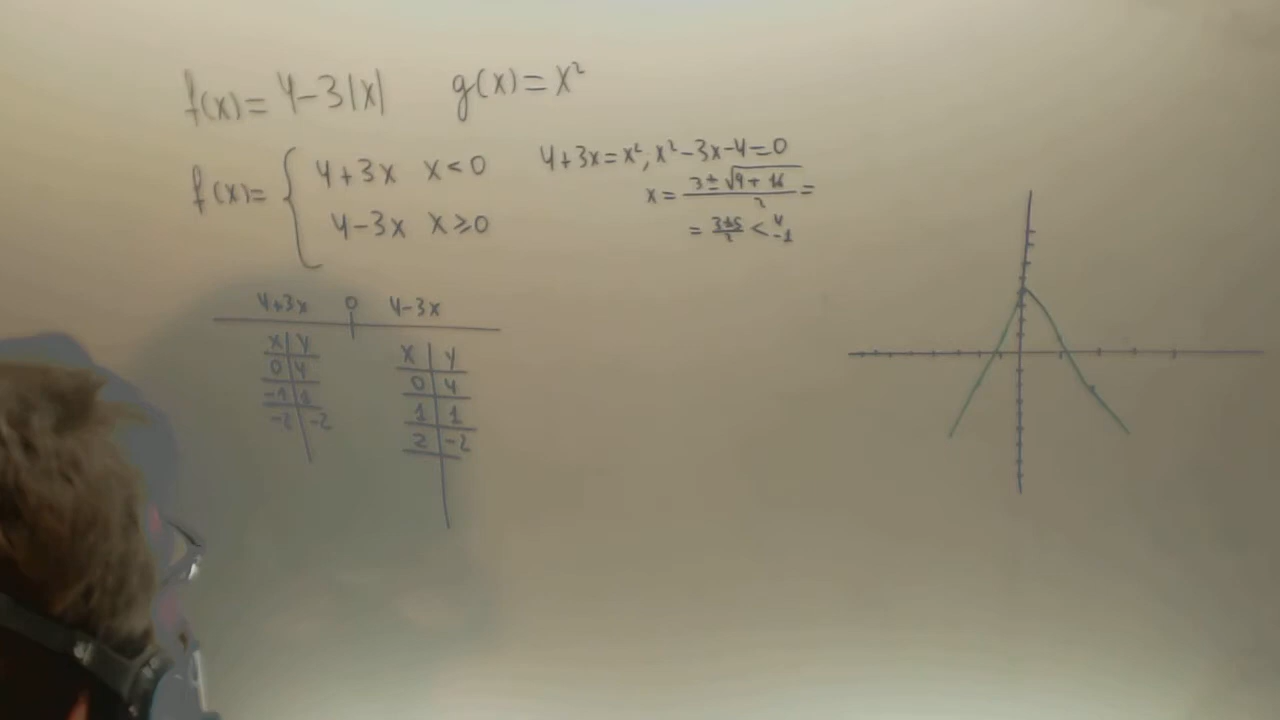 f(x) = 4-3|x| g(x) = x²
f(x) = { 4+3x x<0
4-3x x≥0
4+3x=x², x²-3x-4=0
x = 3±√9+16 / 2 =
= 3±5 / 2 < 4 -1
4+3x 0 4-3x
x y
0 4
-1 1
-2 -2
x y
0 4
1 1
2 -2